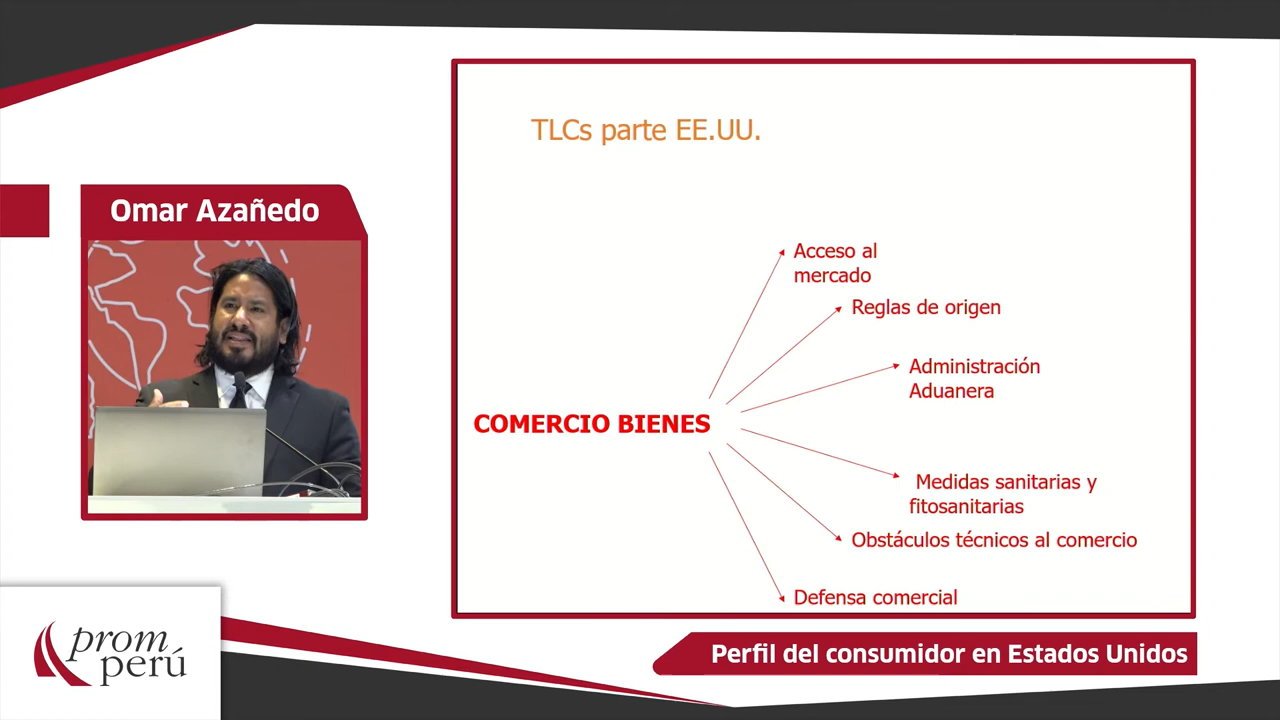 TLCs parte EE.UU.
Omar Azañedo
Acceso al
mercado
Reglas de origen
Administración
Aduanera
COMERCIO BIENES
Medidas sanitarias y
fitosanitarias
Obstáculos técnicos al comercio
Defensa comercial
prom
perú
Perfil del consumidor en Estados Unidos